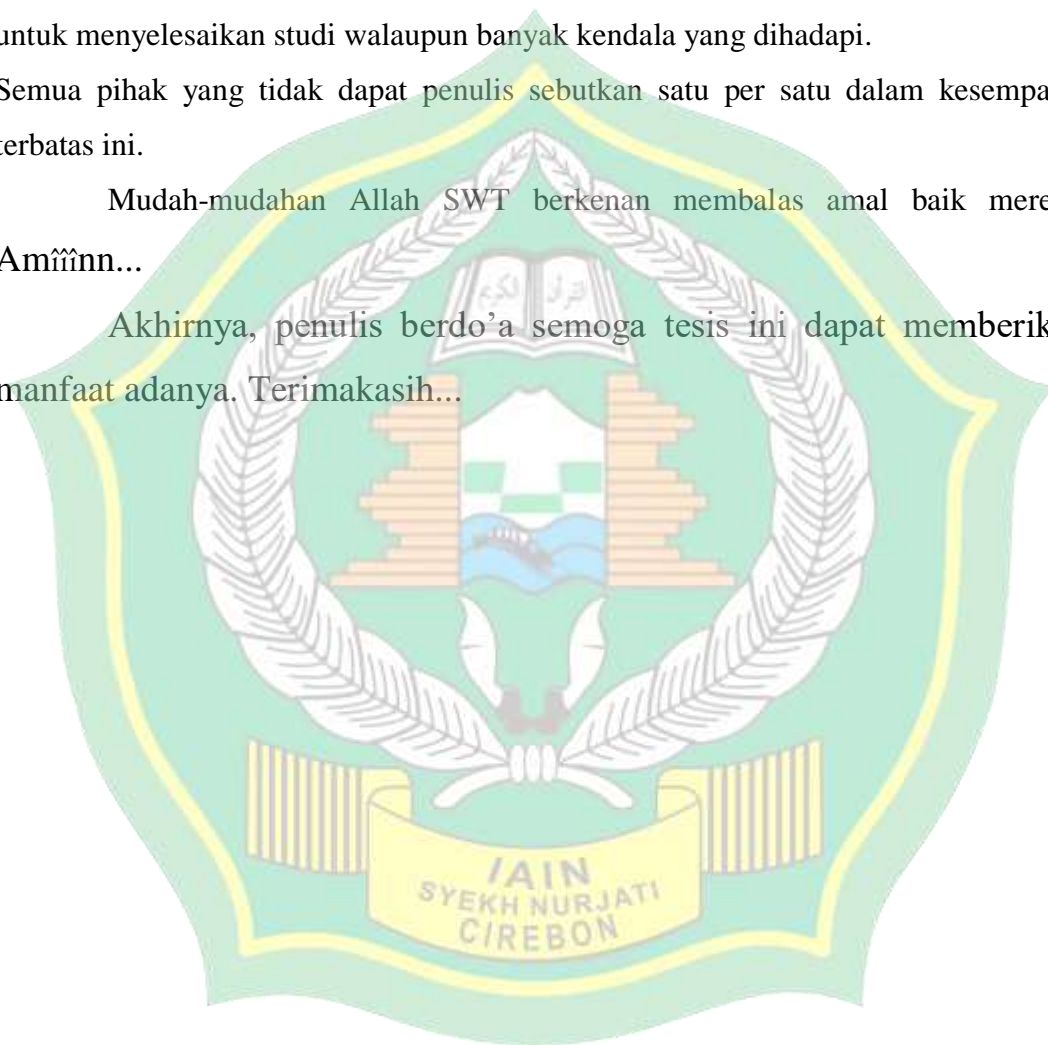 untuk menyelesaikan studi walaupun banyak kendala yang dihadapi.
Semua pihak yang tidak dapat penulis sebutkan satu per satu dalam kesempa
terbatas ini.
Mudah-mudahan Allah SWT berkenan membalas amal baik mere
Amîîînn...
Akhirnya, penulis berdo’a semoga tesis ini dapat memberik
manfaat adanya. Terimakasih...
القرآن الكريم
IAIN
SYEKH NURJATI
CIREBON